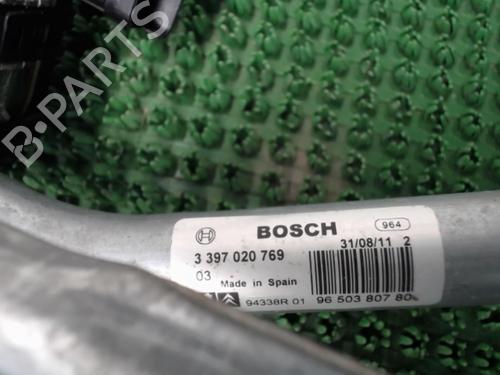 B-PARTS
BOSCH
964
3 397 020 769
31/08/11 2
03
Made in Spain
94338R 01
96 503 807 80